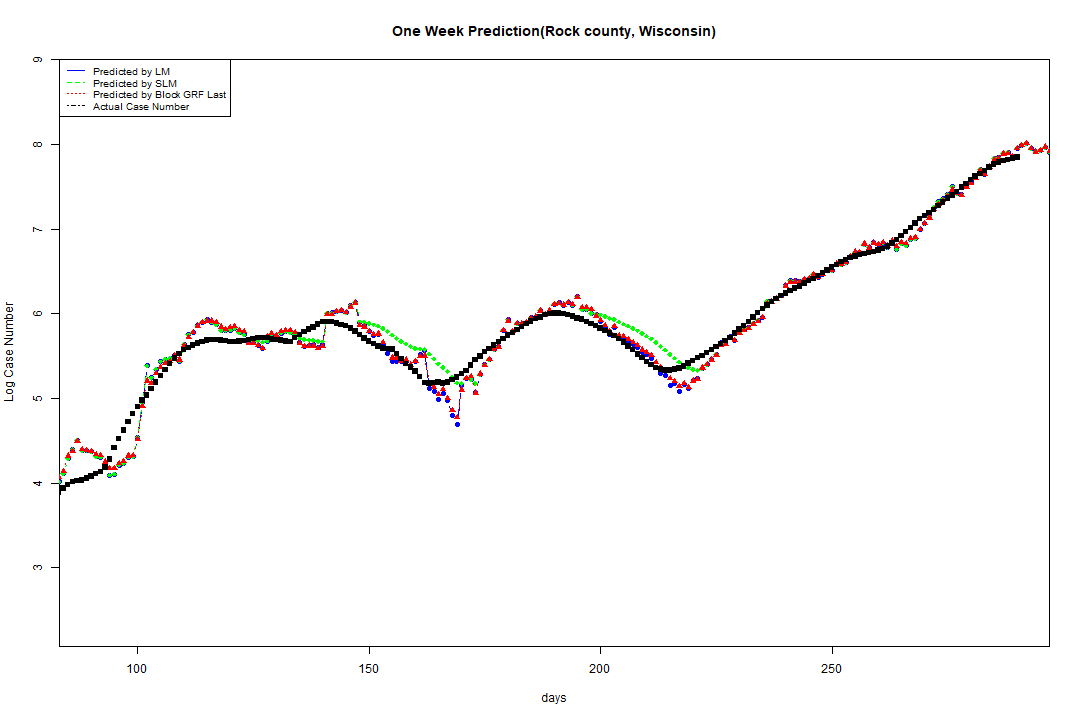 One Week Prediction(Rock county, Wisconsin)
Predicted by LM
Predicted by SLM
Predicted by Block GRF Last
Actual Case Number
Log Case Number
9
8
7
6
5
4
3
100 150 200 250
days